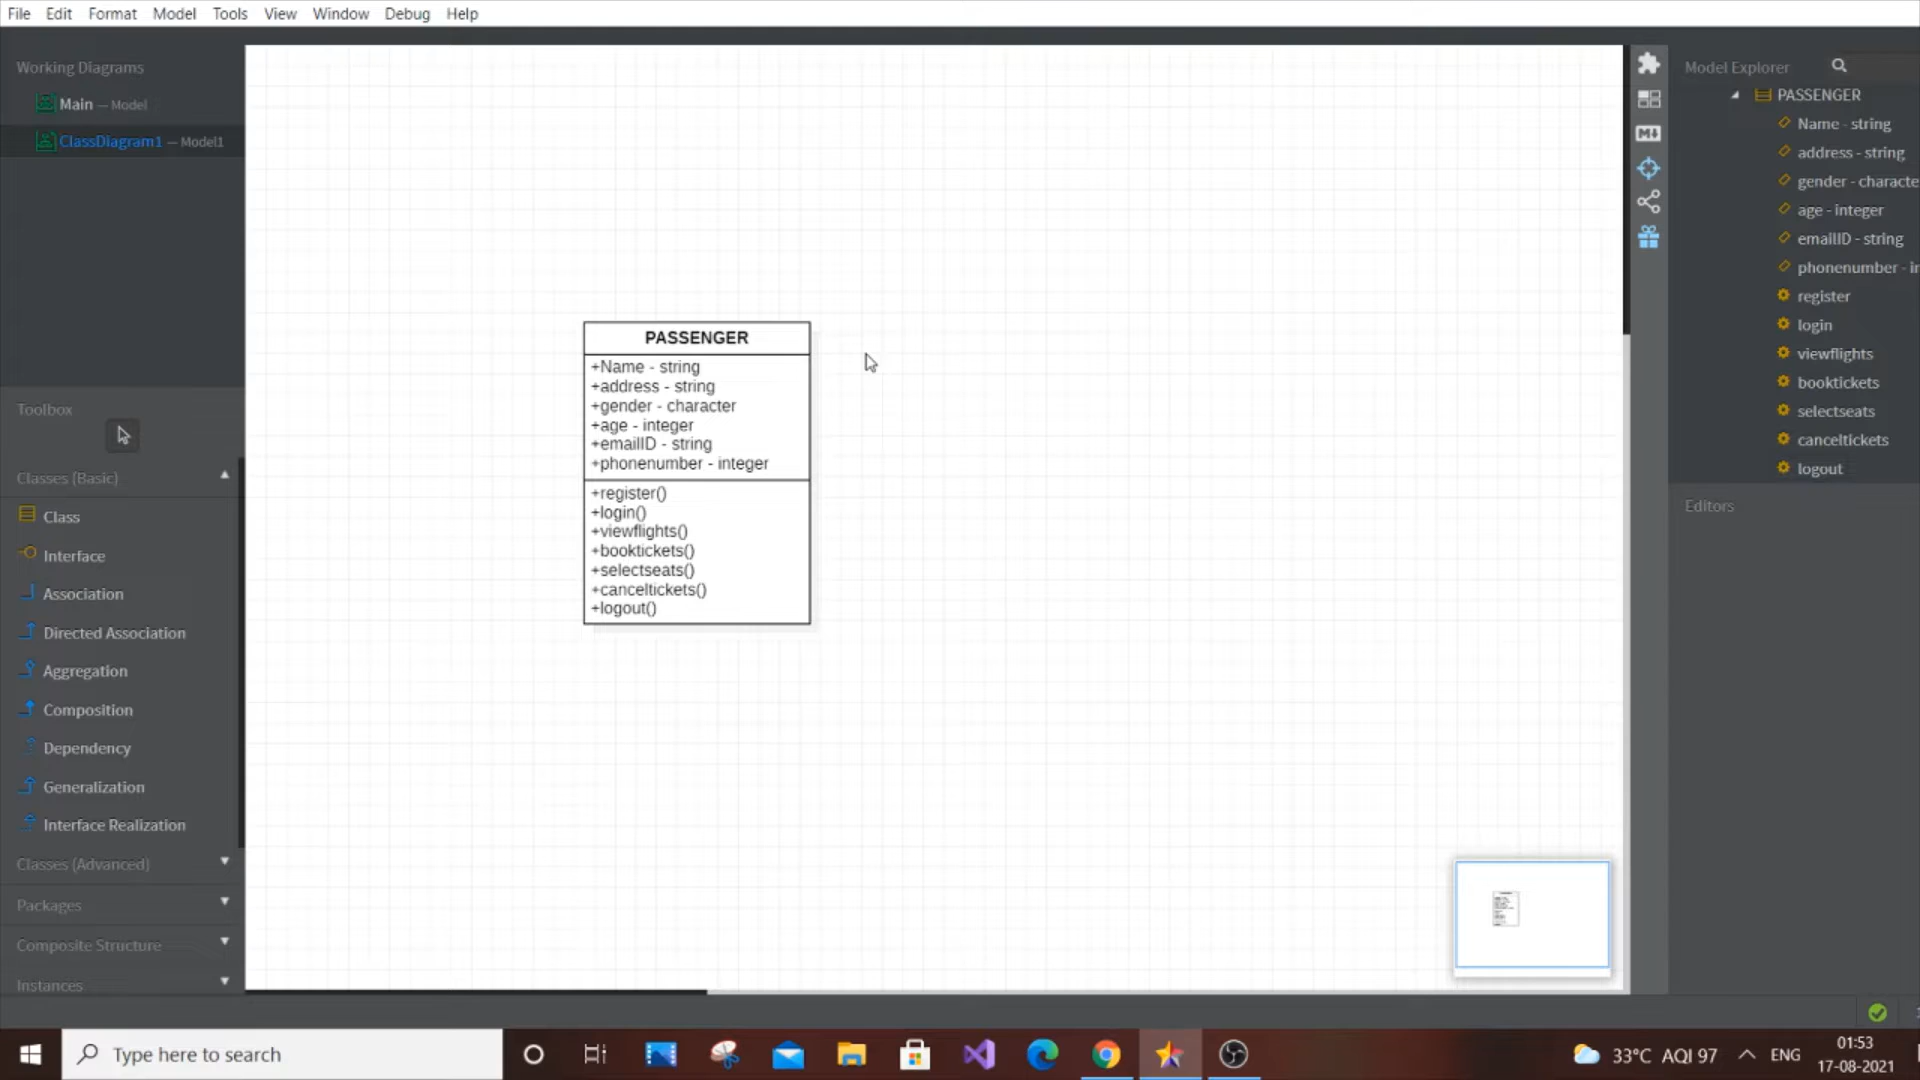 File Edit Format Model Tools View Window Debug Help
Working Diagrams
Main — Model
ClassDiagram1 — Model1
Toolbox
Classes (Basic)
Class
Interface
Association
Directed Association
Aggregation
Composition
Dependency
Generalization
Interface Realization
Classes (Advanced)
Packages
Composite Structure
Instances
PASSENGER
+Name - string
+address - string
+gender - character
+age - integer
+emailID - string
+phonenumber - integer
+register()
+login()
+viewflights()
+booktickets()
+selectseats()
+canceltickets()
+logout()
M
Model Explorer
PASSENGER
Name - string
address - string
gender - characte
age - integer
emailID - string
phonenumber - in
register
login
viewflights
booktickets
selectseats
canceltickets
logout
Editors
Type here to search
33°C AQI 97
ENG
01:53
17-08-2021